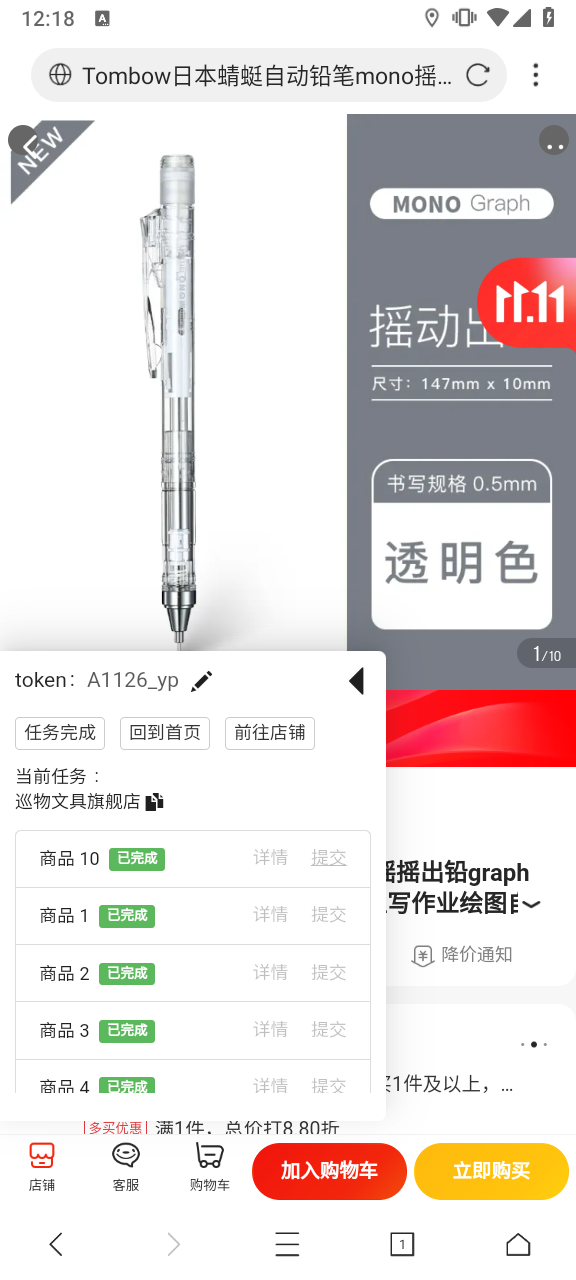 12:18
A
Tombow日本蜻蜓自动铅笔mono摇…
NEW
MONO Graph
摇动出
11.11
尺寸：147mm x 10mm
书写规格 0.5mm
透明色
1/10
token： A1126_yp
任务完成 回到首页 前往店铺
当前任务：
巡物文具旗舰店
商品 10 已完成 详情 提交
商品 1 已完成 详情 提交
商品 2 已完成 详情 提交
商品 3 已完成 详情 提交
商品 4 已完成 详情 提交
摇摇出铅graph
写作业绘图自
降价通知
买1件及以上，…
多买优惠 满1件，总价打8.80折
店铺 客服 购物车 加入购物车 立即购买
1